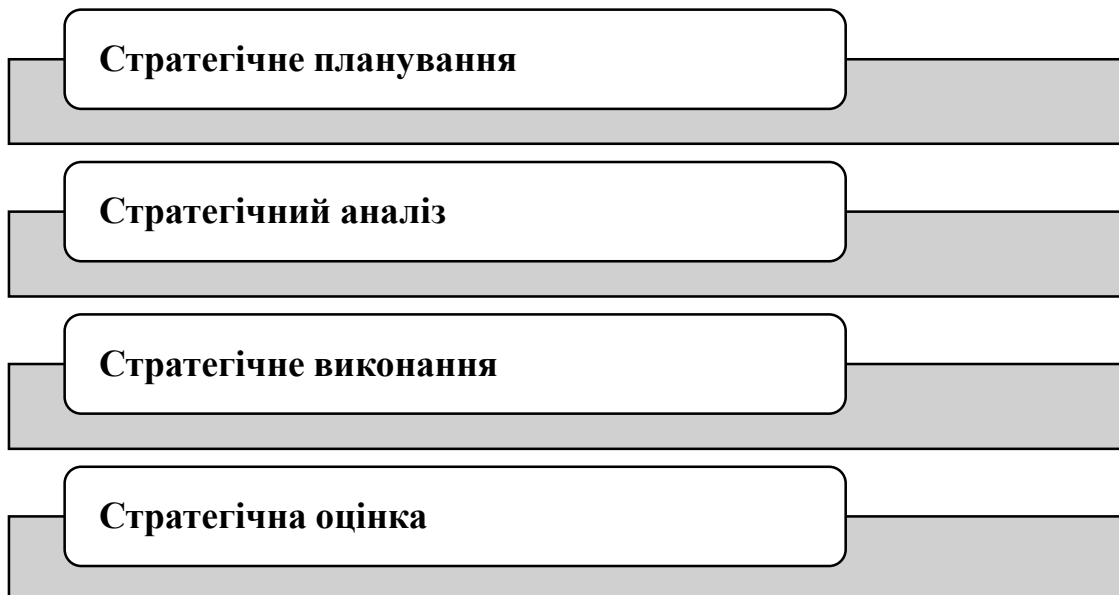 Стратегічне планування
Стратегічний аналіз
Стратегічне виконання
Стратегічна оцінка